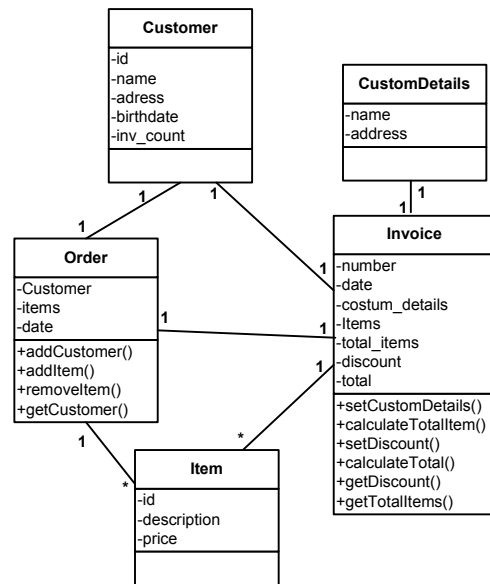 Customer
-id
-name
-adress
-birthdate
-inv_count
CustomDetails
-name
-address
1
1
1
1
1
1
Order
-Customer
-items
-date
+addCustomer()
+addItem()
+removeItem()
+getCustomer()
Invoice
-number
-date
-costum_details
-Items
-total_items
-discount
-total
+setCustomDetails()
+calculateTotalItem()
+setDiscount()
+calculateTotal()
+getDiscount()
+getTotalItems()
1
1
1
1
*
*
Item
-id
-description
-price